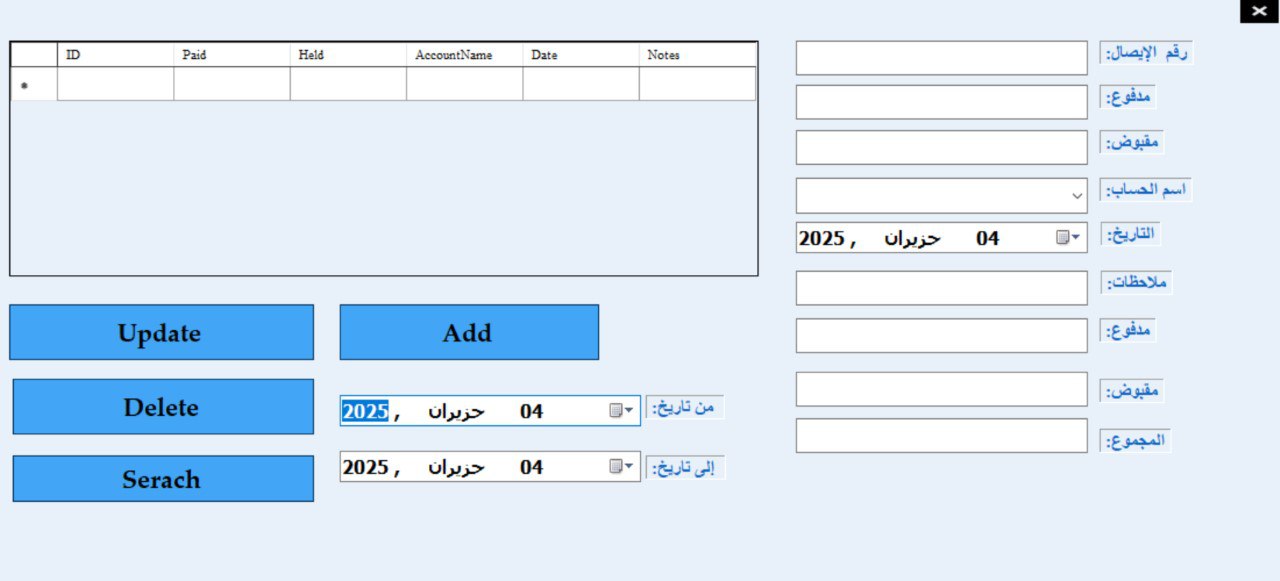 ID Paid Held AccountName Date Notes
رقم الإيصال:
مدفوع:
مقبوض:
اسم الحساب:
التاريخ:
04 حزيران , 2025
ملاحظات:
مدفوع:
مقبوض:
المجموع:
Update
Add
Delete
من تاريخ:
04 حزيران , 2025
Serach
إلى تاريخ:
04 حزيران , 2025